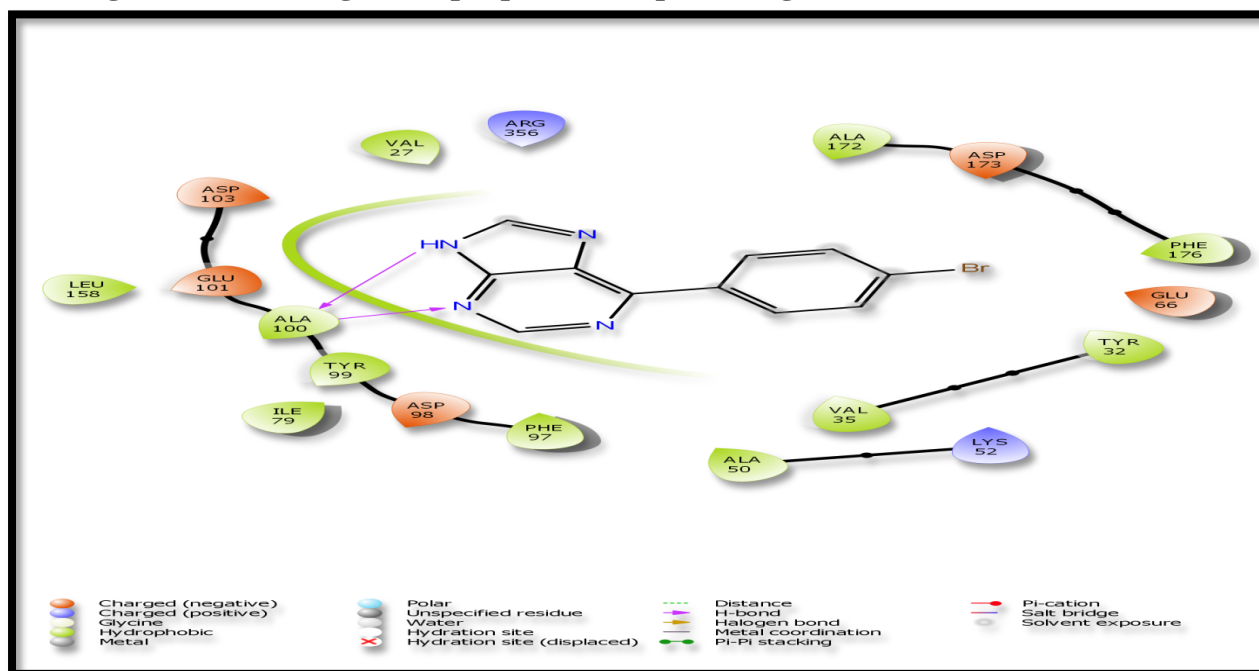 ARG
356
VAL
27
ALA
172
ASP
173
ASP
103
HN
N
PHE
176
LEU
158
GLU
101
Br
GLU
66
ALA
100
N
N
TYR
32
TYR
99
ILE
79
ASP
98
PHE
97
VAL
35
ALA
50
LYS
52
Charged (negative)
Charged (positive)
Glycine
Hydrophobic
Metal
Polar
Unspecified residue
Water
Hydration site
Hydration site (displaced)
Distance
H-bond
Halogen bond
Metal coordination
Pi-Pi stacking
Pi-cation
Salt bridge
Solvent exposure